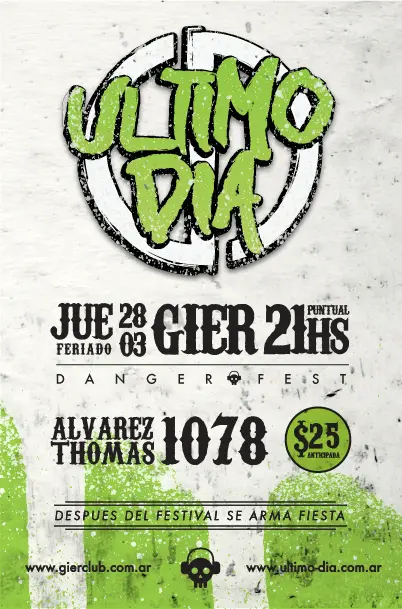 ULTIMO
DIA
JUE 28 GIER 21 PUNTUAL
FERIADO 03 HS
DANGER FEST
ALVAREZ 1078 $25
THOMAS ANTICIPADA
DESPUES DEL FESTIVAL SE ARMA FIESTA
www.gierclub.com.ar www.ultimo-dia.com.ar